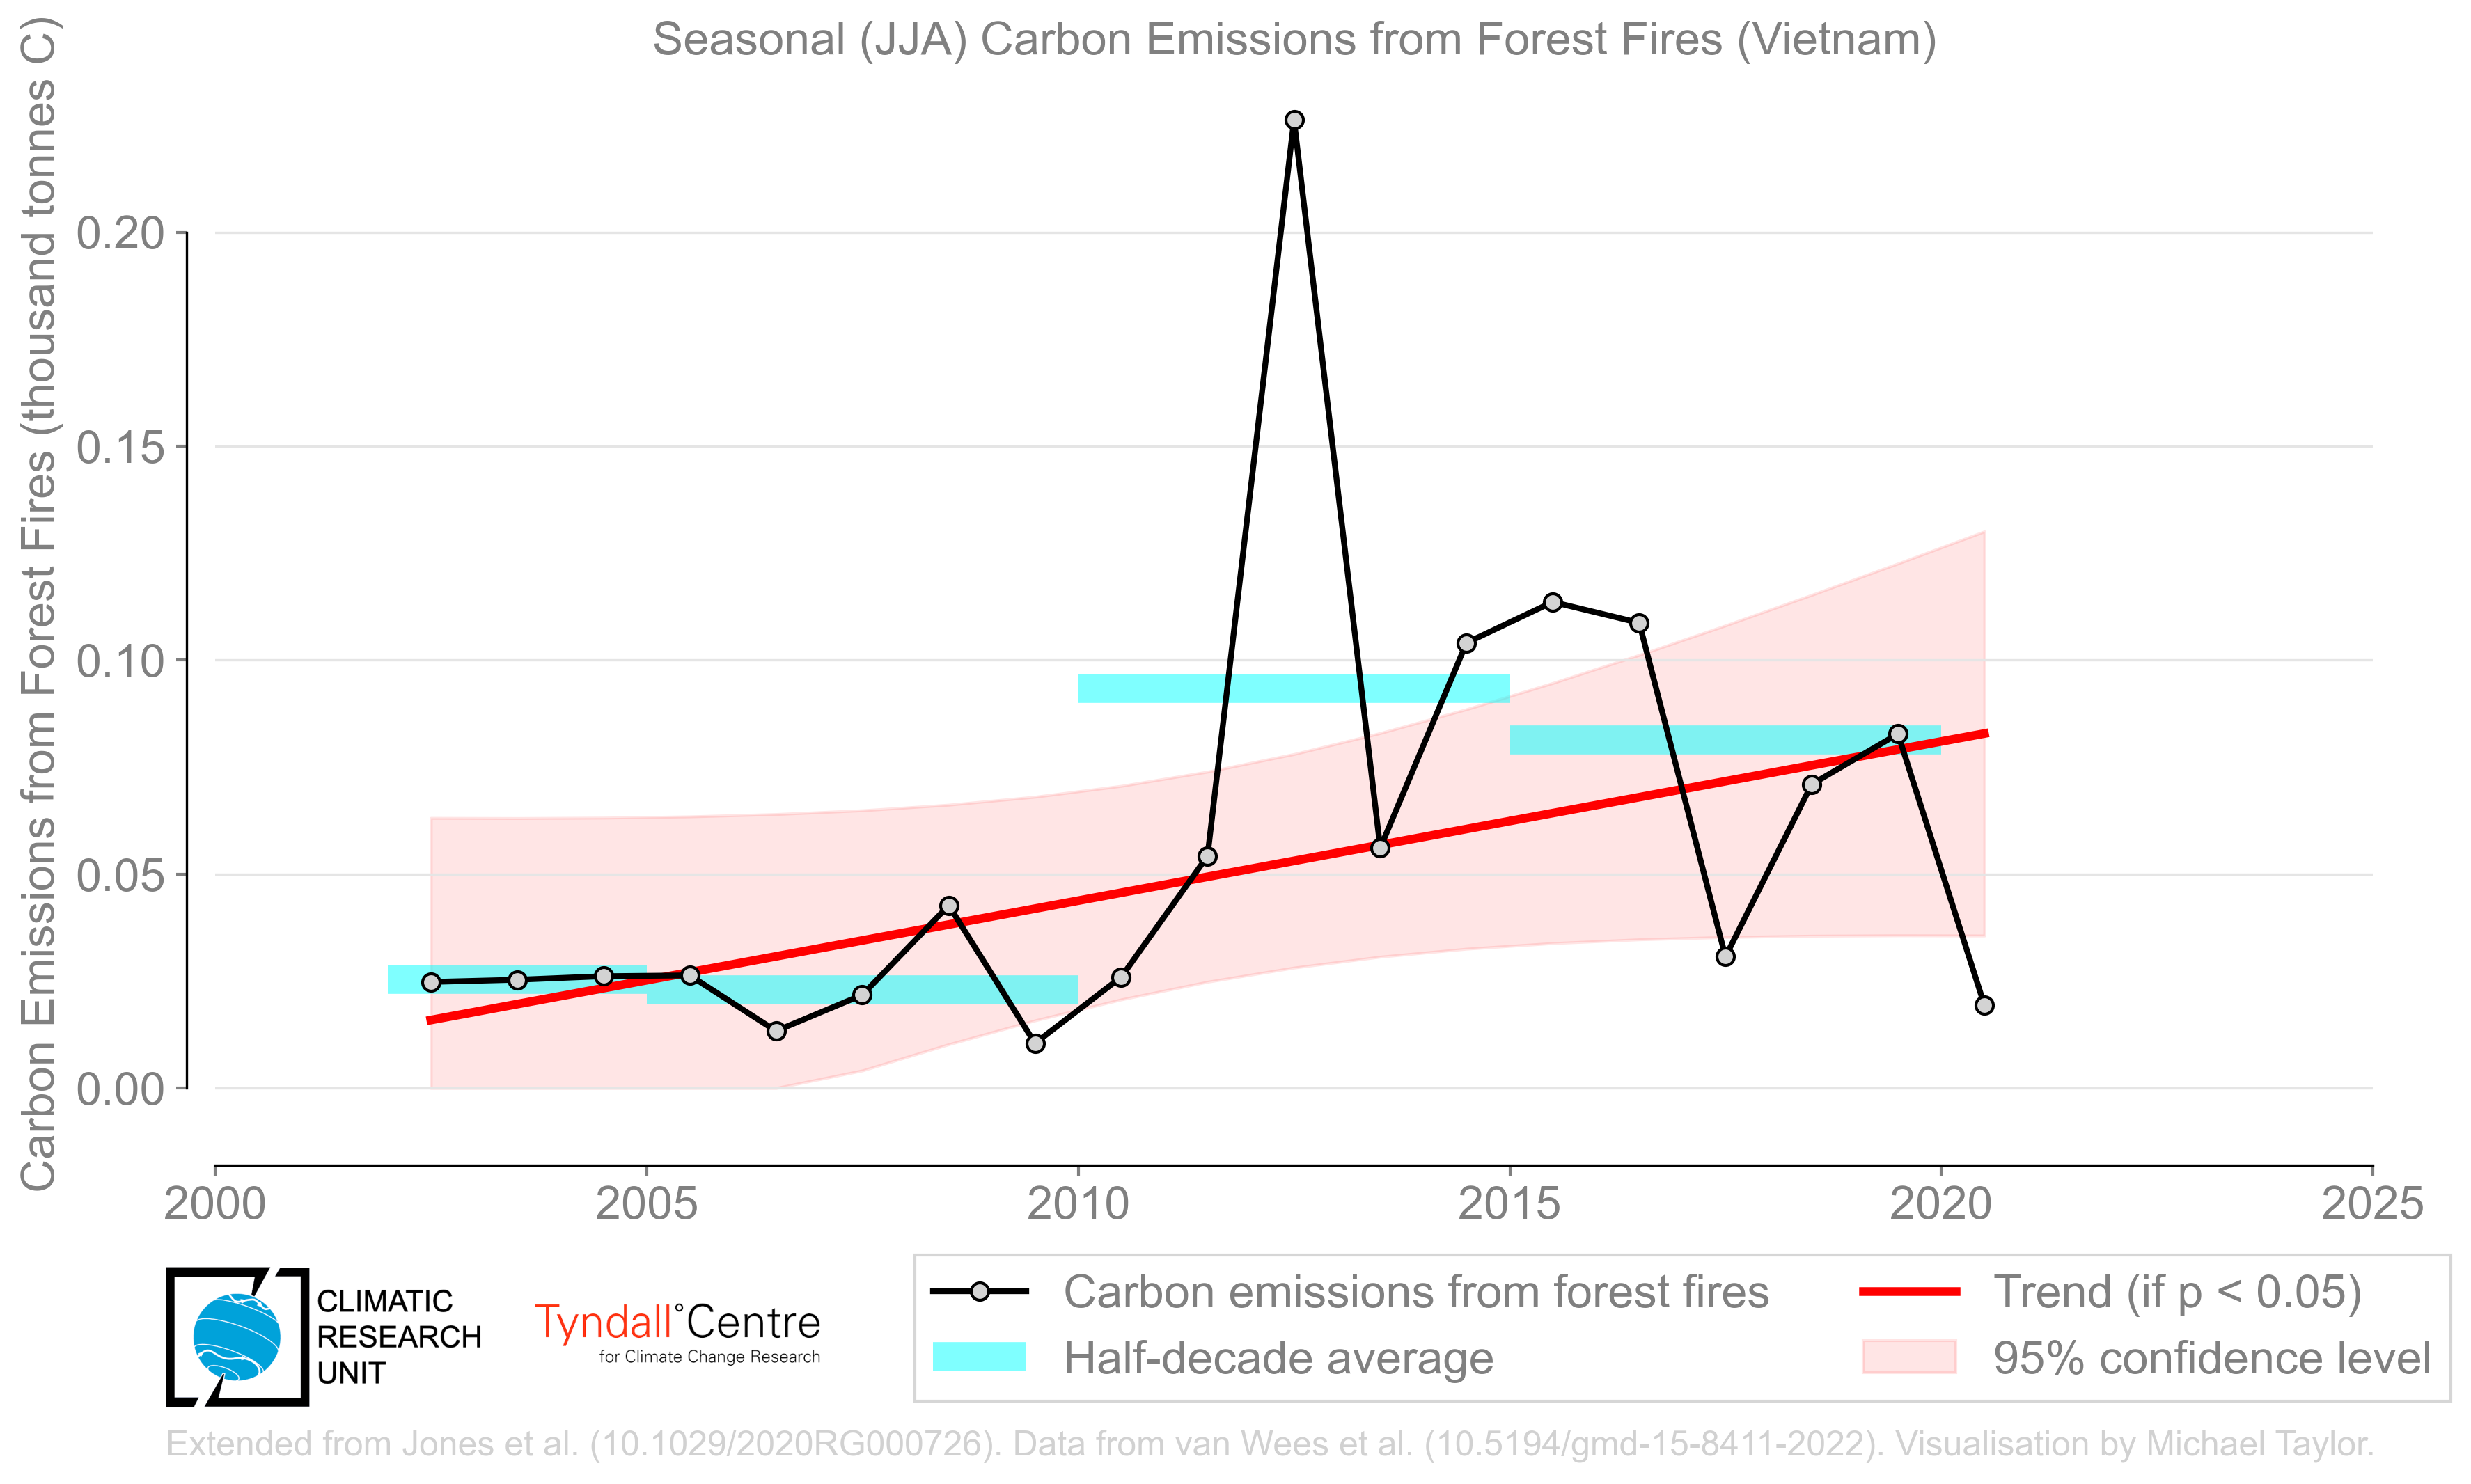 Seasonal (JJA) Carbon Emissions from Forest Fires (Vietnam)
Carbon Emissions from Forest Fires (thousand tonnes C)
0.20
0.15
0.10
0.05
0.00
2000 2005 2010 2015 2020 2025
CLIMATIC
RESEARCH
UNIT
Tyndall°Centre
for Climate Change Research
Carbon emissions from forest fires
Half-decade average
Trend (if p < 0.05)
95% confidence level
Extended from Jones et al. (10.1029/2020RG000726). Data from van Wees et al. (10.5194/gmd-15-8411-2022). Visualisation by Michael Taylor.